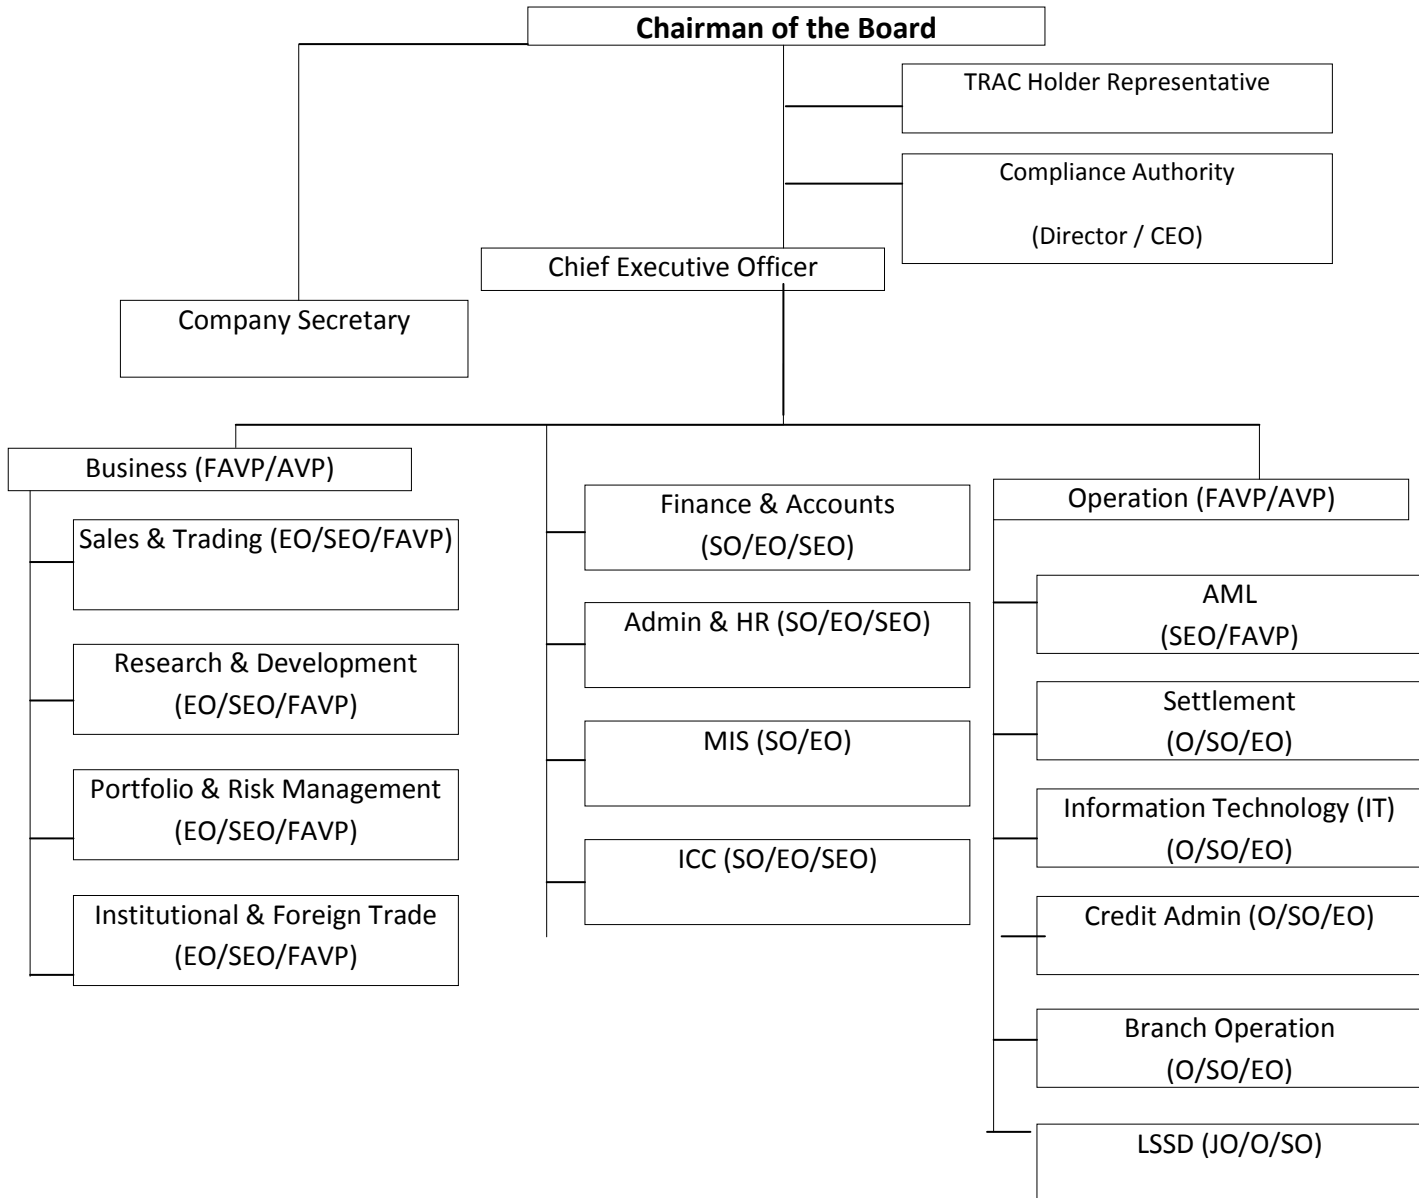 Chairman of the Board
TRAC Holder Representative
Compliance Authority
(Director / CEO)
Chief Executive Officer
Company Secretary
Business (FAVP/AVP)
Sales & Trading (EO/SEO/FAVP)
Research & Development
(EO/SEO/FAVP)
Portfolio & Risk Management
(EO/SEO/FAVP)
Institutional & Foreign Trade
(EO/SEO/FAVP)
Finance & Accounts
(SO/EO/SEO)
Admin & HR (SO/EO/SEO)
MIS (SO/EO)
ICC (SO/EO/SEO)
Operation (FAVP/AVP)
AML
(SEO/FAVP)
Settlement
(O/SO/EO)
Information Technology (IT)
(O/SO/EO)
Credit Admin (O/SO/EO)
Branch Operation
(O/SO/EO)
LSSD (JO/O/SO)